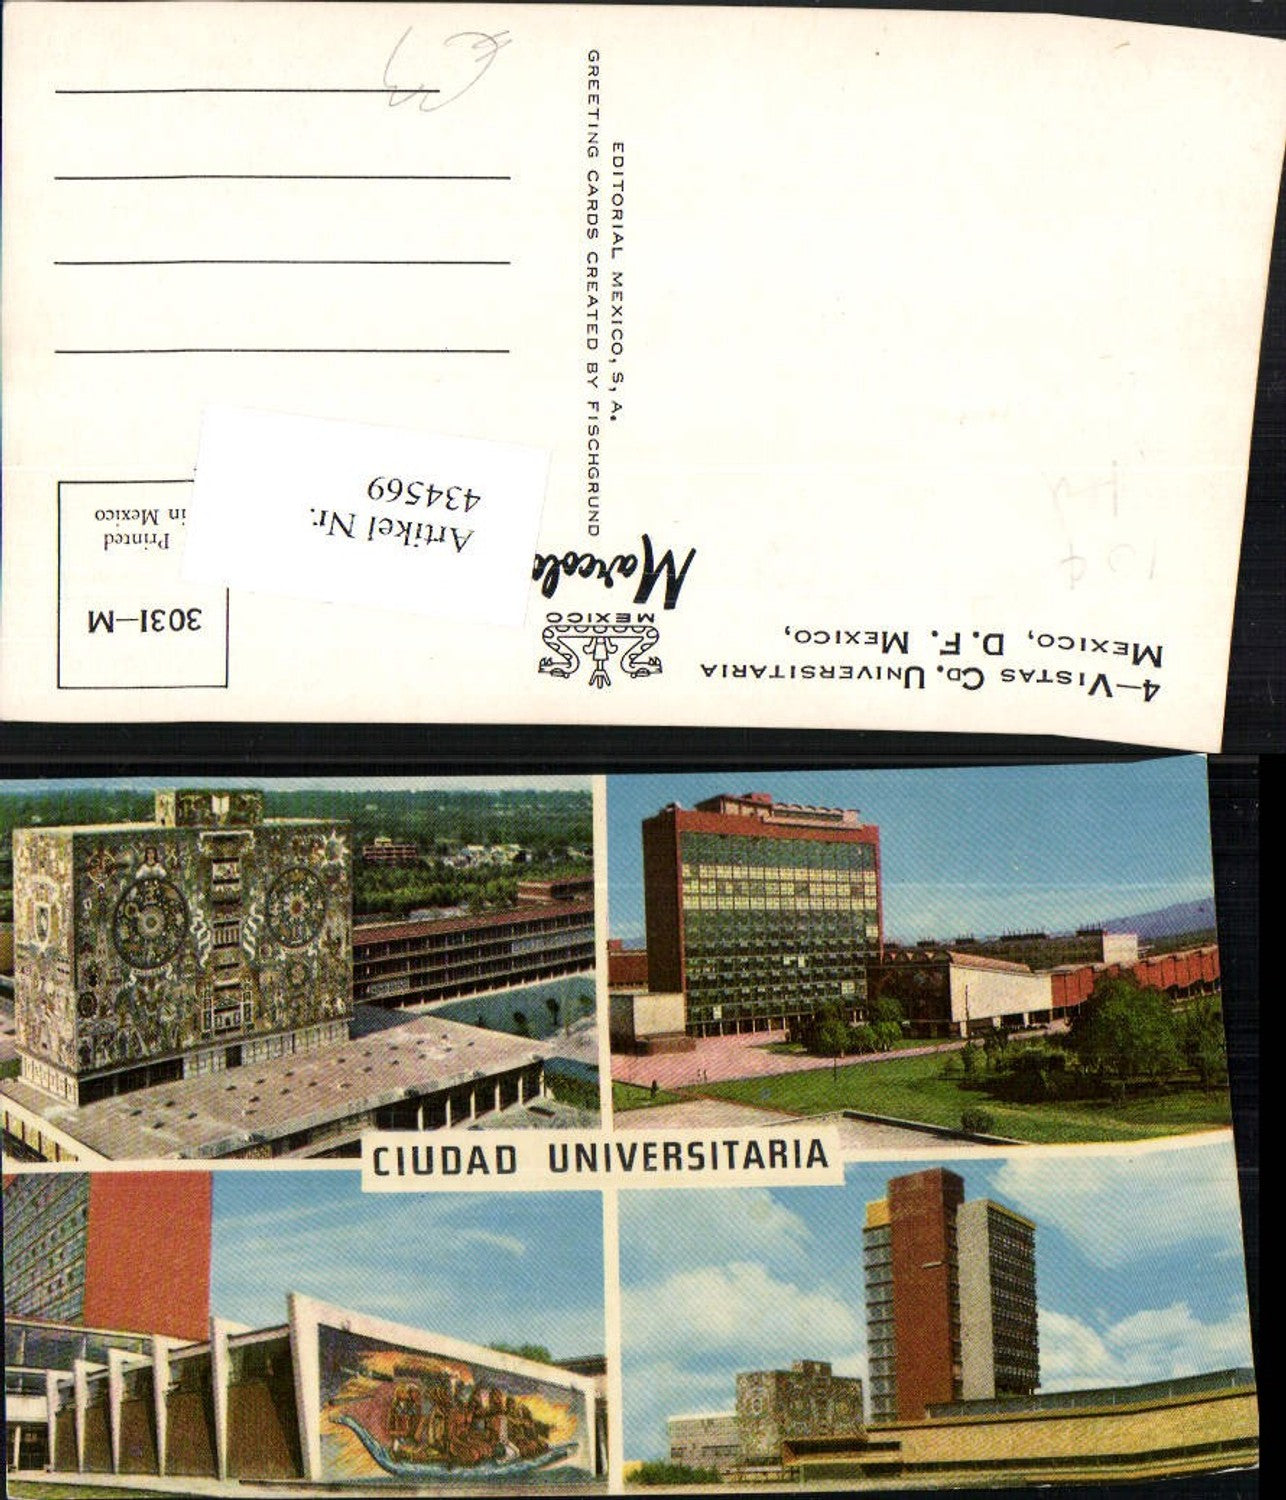 4—VISTAS CD. UNIVERSITARIA
MEXICO, D. F. MEXICO,
MEXICO
EDITORIAL MEXICO, S, A.
GREETING CARDS CREATED BY FISCHGRUND
3031—M
Printed
in Mexico
Artikel Nr.
434569
CIUDAD UNIVERSITARIA